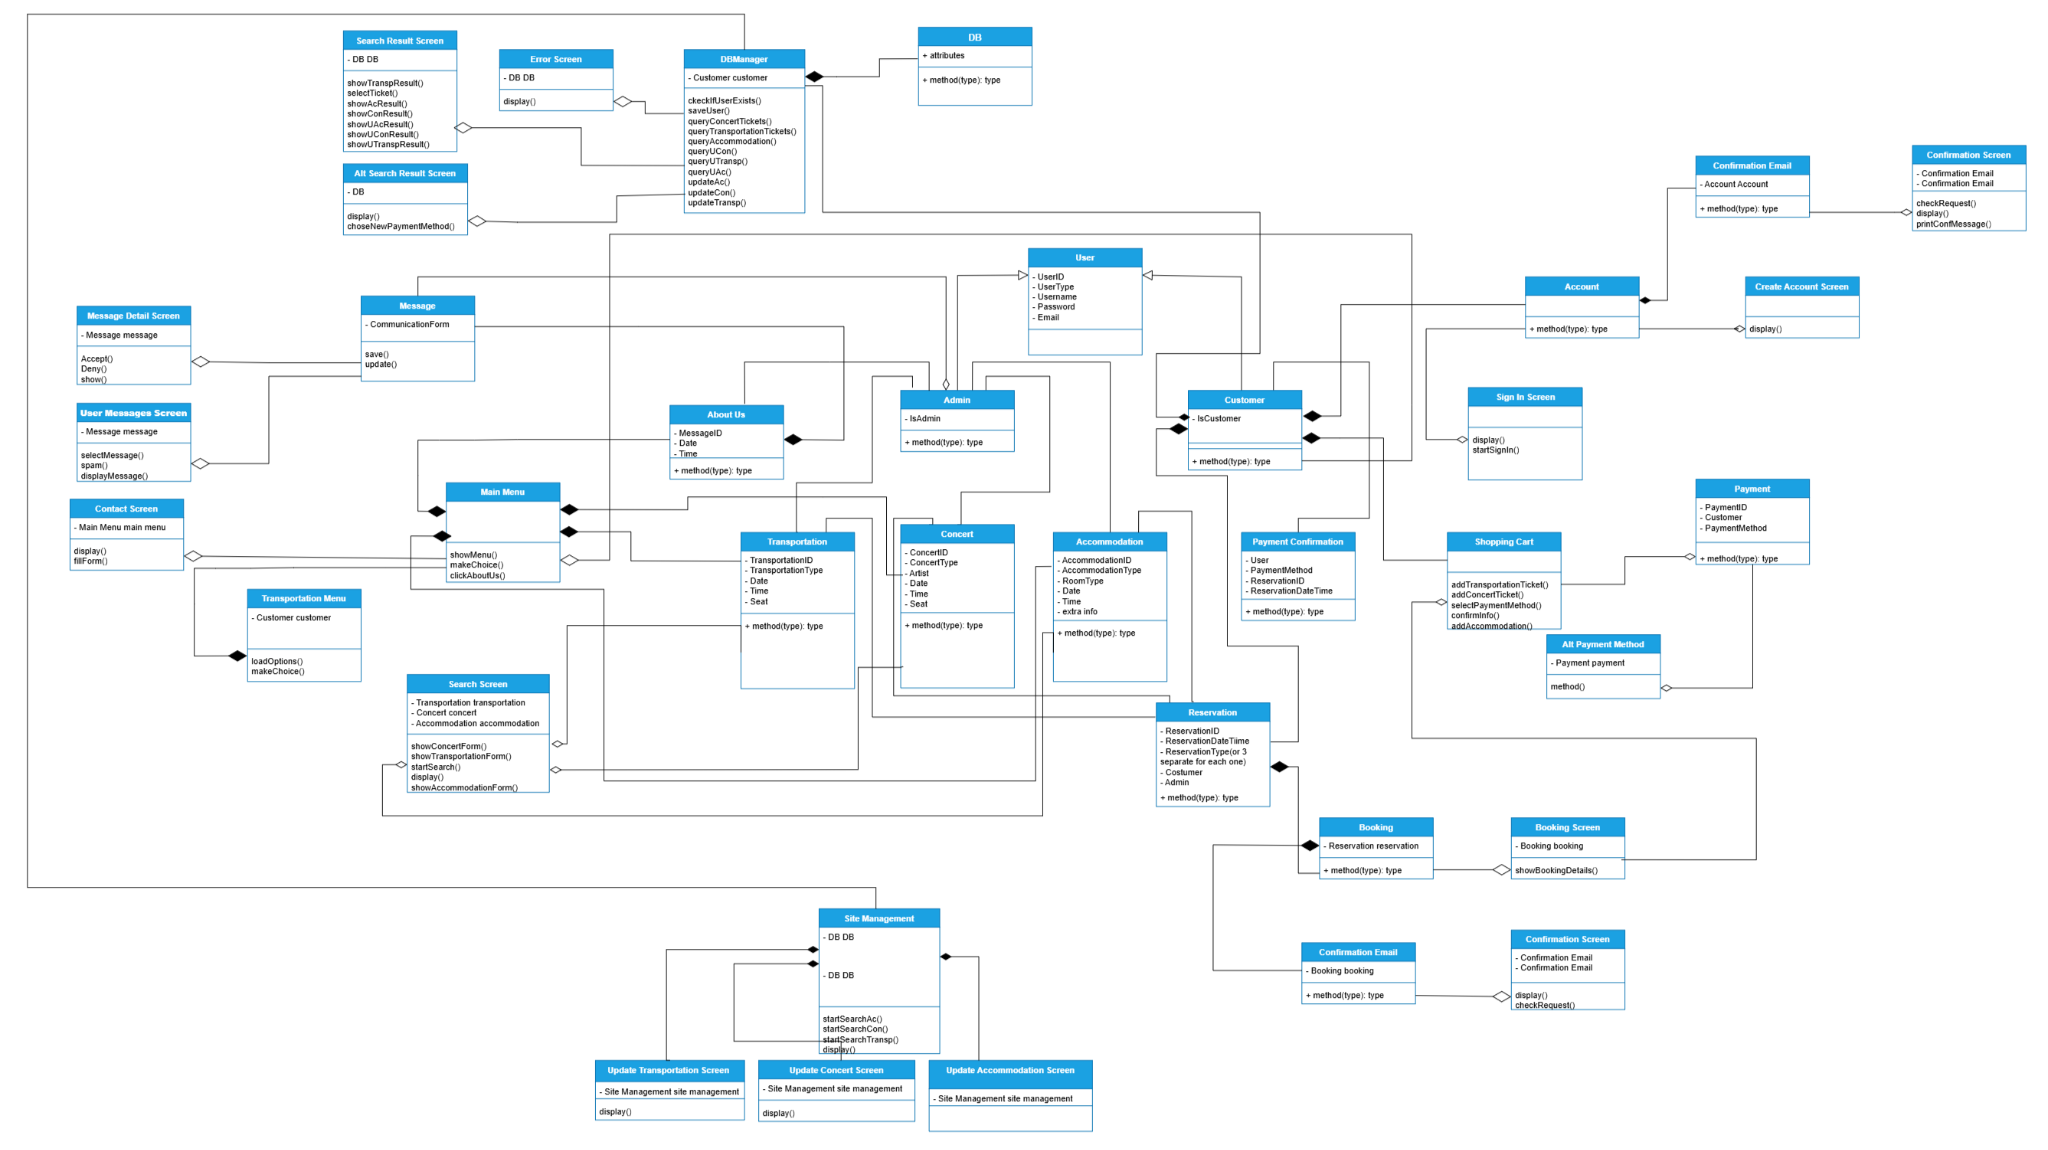 Search Result Screen
- DB DB
showTranspResult()
selectTicket()
showAcResult()
showConResult()
showUAcResult()
showUConResult()
showUTranspResult()
Error Screen
- DB DB
display()
DBManager
- Customer customer
ckeckIfUserExists()
saveUser()
queryConcertTickets()
queryTransportationTickets()
queryAccommodation()
queryUCon()
queryUTransp()
queryUAc()
updateAc()
updateCon()
updateTransp()
DB
+ attributes
+ method(type): type
Alt Search Result Screen
- DB
display()
choseNewPaymentMethod()
Confirmation Email
- Account Account
+ method(type): type
Confirmation Screen
- Confirmation Email
- Confirmation Email
checkRequest()
display()
printConfMessage()
User
- UserID
- UserType
- Username
- Password
- Email
Account
+ method(type): type
Create Account Screen
display()
Message Detail Screen
- Message message
Accept()
Deny()
show()
Message
- CommunicationForm
save()
update()
User Messages Screen
- Message message
selectMessage()
spam()
displayMessage()
About Us
- MessageID
- Date
- Time
+ method(type): type
Admin
- IsAdmin
+ method(type): type
Customer
- IsCustomer
+ method(type): type
Sign In Screen
display()
startSignIn()
Contact Screen
- Main Menu main menu
display()
fillForm()
Main Menu
showMenu()
makeChoice()
clickAboutUs()
Transportation
- TransportationID
- TransportationType
- Date
- Time
- Seat
+ method(type): type
Concert
- ConcertID
- ConcertType
- Artist
- Date
- Time
- Seat
+ method(type): type
Accommodation
- AccommodationID
- AccommodationType
- RoomType
- Date
- Time
- extra info
+ method(type): type
Payment Confirmation
- User
- PaymentMethod
- ReservationID
- ReservationDateTime
+ method(type): type
Shopping Cart
addTransportationTicket()
addConcertTicket()
selectPaymentMethod()
confirmInfo()
addAccommodation()
Payment
- PaymentID
- Customer
- PaymentMethod
+ method(type): type
Transportation Menu
- Customer customer
loadOptions()
makeChoice()
Alt Payment Method
- Payment payment
method()
Search Screen
- Transportation transportation
- Concert concert
- Accommodation accommodation
showConcertForm()
showTransportationForm()
startSearch()
display()
showAccommodationForm()
Reservation
- ReservationID
- ReservationDateTiime
- ReservationType(or 3
separate for each one)
- Costumer
- Admin
+ method(type): type
Booking
- Reservation reservation
+ method(type): type
Booking Screen
- Booking booking
showBookingDetails()
Site Management
- DB DB
- DB DB
startSearchAc()
startSearchCon()
startSearchTransp()
display()
Confirmation Email
- Booking booking
+ method(type): type
Confirmation Screen
- Confirmation Email
- Confirmation Email
display()
checkRequest()
Update Transportation Screen
- Site Management site management
display()
Update Concert Screen
- Site Management site management
display()
Update Accommodation Screen
- Site Management site management